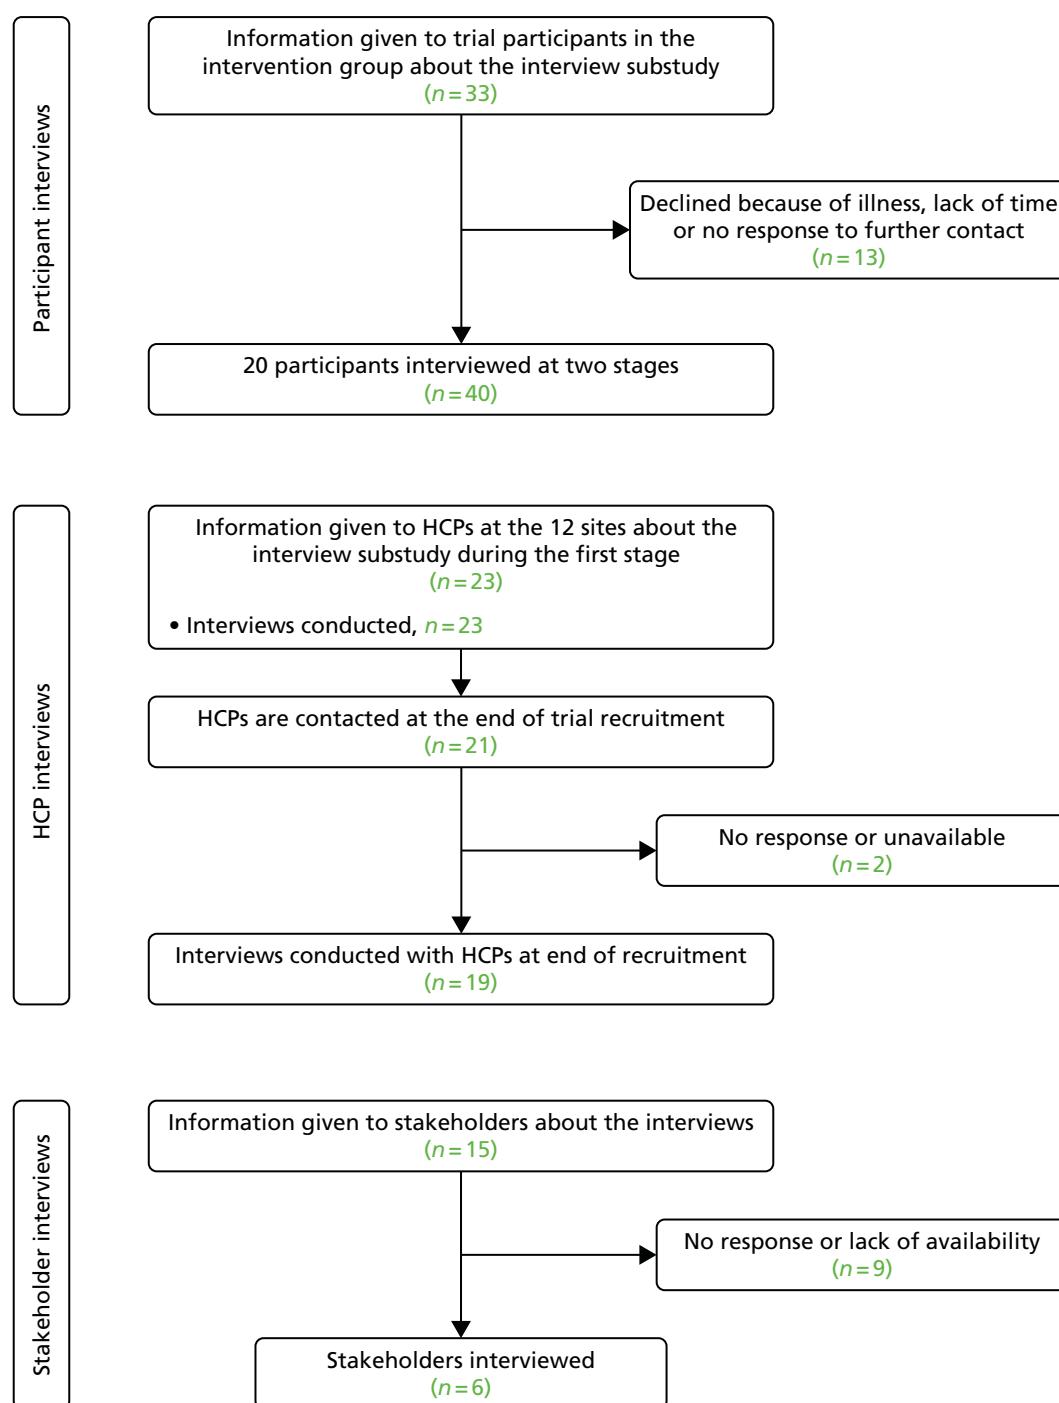 Participant interviews
Information given to trial participants in the
intervention group about the interview substudy
(n=33)
Declined because of illness, lack of time
or no response to further contact
(n=13)
20 participants interviewed at two stages
(n=40)
HCP interviews
Information given to HCPs at the 12 sites about the
interview substudy during the first stage
(n=23)
• Interviews conducted, n=23
HCPs are contacted at the end of trial recruitment
(n=21)
No response or unavailable
(n=2)
Interviews conducted with HCPs at end of recruitment
(n=19)
Stakeholder interviews
Information given to stakeholders about the interviews
(n=15)
No response or lack of availability
(n=9)
Stakeholders interviewed
(n=6)